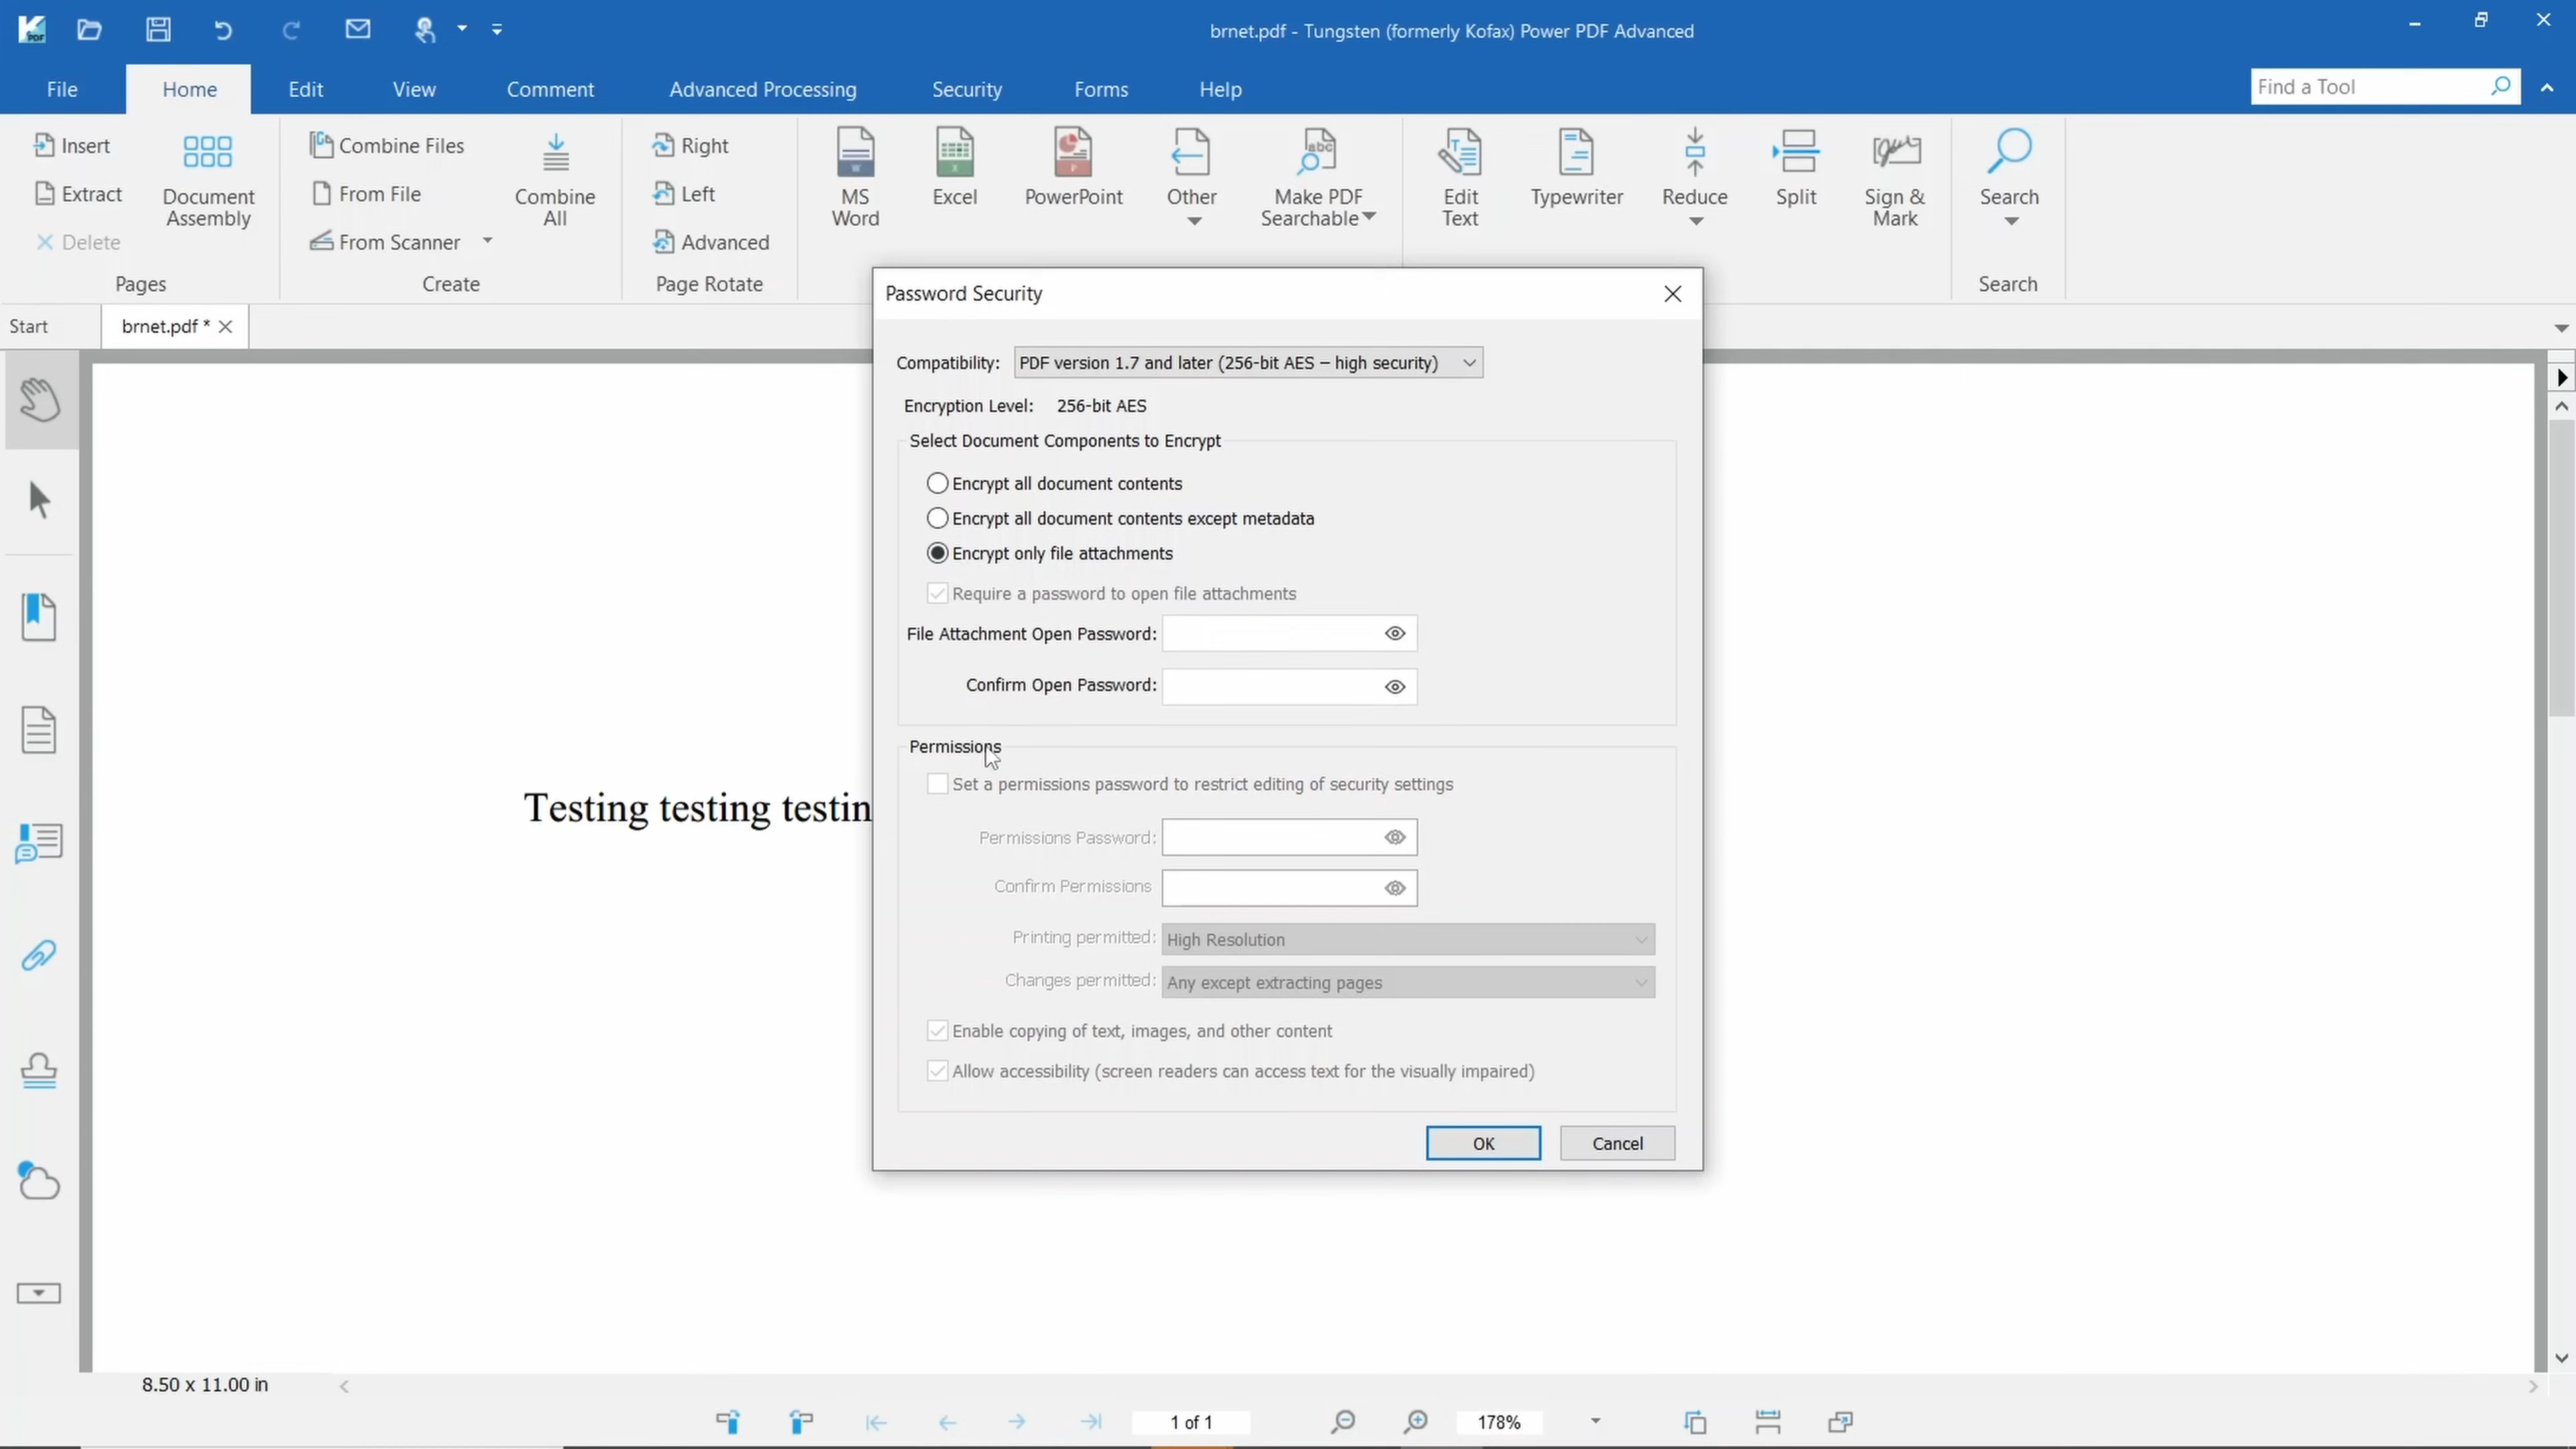 brnet.pdf - Tungsten (formerly Kofax) Power PDF Advanced
File Home Edit View Comment Advanced Processing Security Forms Help Find a Tool
Insert
Extract
Delete
Document
Assembly
Pages
Combine Files
From File
From Scanner
Combine
All
Create
Right
Left
Advanced
Page Rotate
MS
Word
Excel
PowerPoint
Other
Make PDF
Searchable
Edit
Text
Typewriter
Reduce
Split
Sign &
Mark
Search
Search
Start brnet.pdf *
Password Security
Compatibility: PDF version 1.7 and later (256-bit AES – high security)
Encryption Level: 256-bit AES
Select Document Components to Encrypt
Encrypt all document contents
Encrypt all document contents except metadata
Encrypt only file attachments
Require a password to open file attachments
File Attachment Open Password:
Confirm Open Password:
Permissions
Set a permissions password to restrict editing of security settings
Permissions Password:
Confirm Permissions
Printing permitted: High Resolution
Changes permitted: Any except extracting pages
Enable copying of text, images, and other content
Allow accessibility (screen readers can access text for the visually impaired)
OK Cancel
Testing testing testin
8.50 x 11.00 in
1 of 1 178%